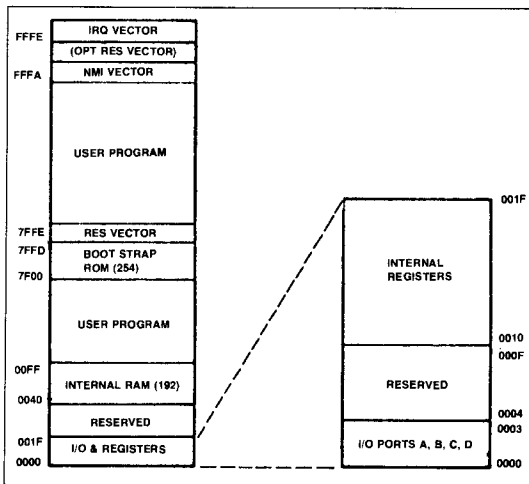 FFFE
IRQ VECTOR
(OPT RES VECTOR)
FFFA
NMI VECTOR
USER PROGRAM
7FFE
RES VECTOR
7FFD
BOOT STRAP
ROM (254)
7F00
USER PROGRAM
00FF
INTERNAL RAM (192)
0040
RESERVED
001F
I/O & REGISTERS
0000
001F
INTERNAL
REGISTERS
0010
000F
RESERVED
0004
0003
I/O PORTS A, B, C, D
0000